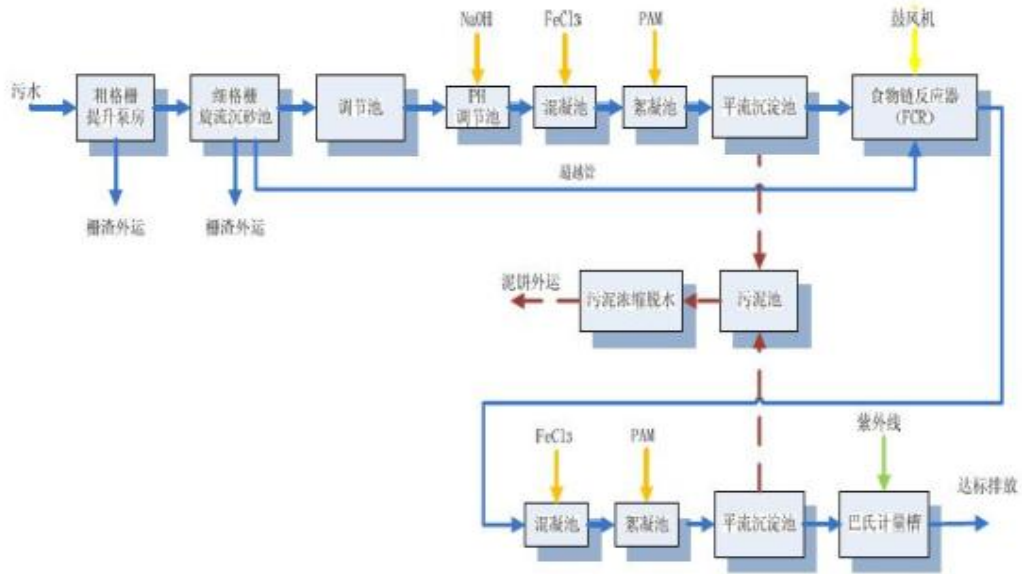 NaOH
FeCl3
PAM
鼓风机
污水
粗格栅
提升泵房
细格栅
旋流沉砂池
调节池
PH
调节池
混凝池
絮凝池
平流沉淀池
食物链反应器
(FCR)
超越管
栅渣外运
栅渣外运
泥饼外运
污泥浓缩脱水
污泥池
FeCl3
PAM
紫外线
达标排放
混凝池
絮凝池
平流沉淀池
巴氏计量槽